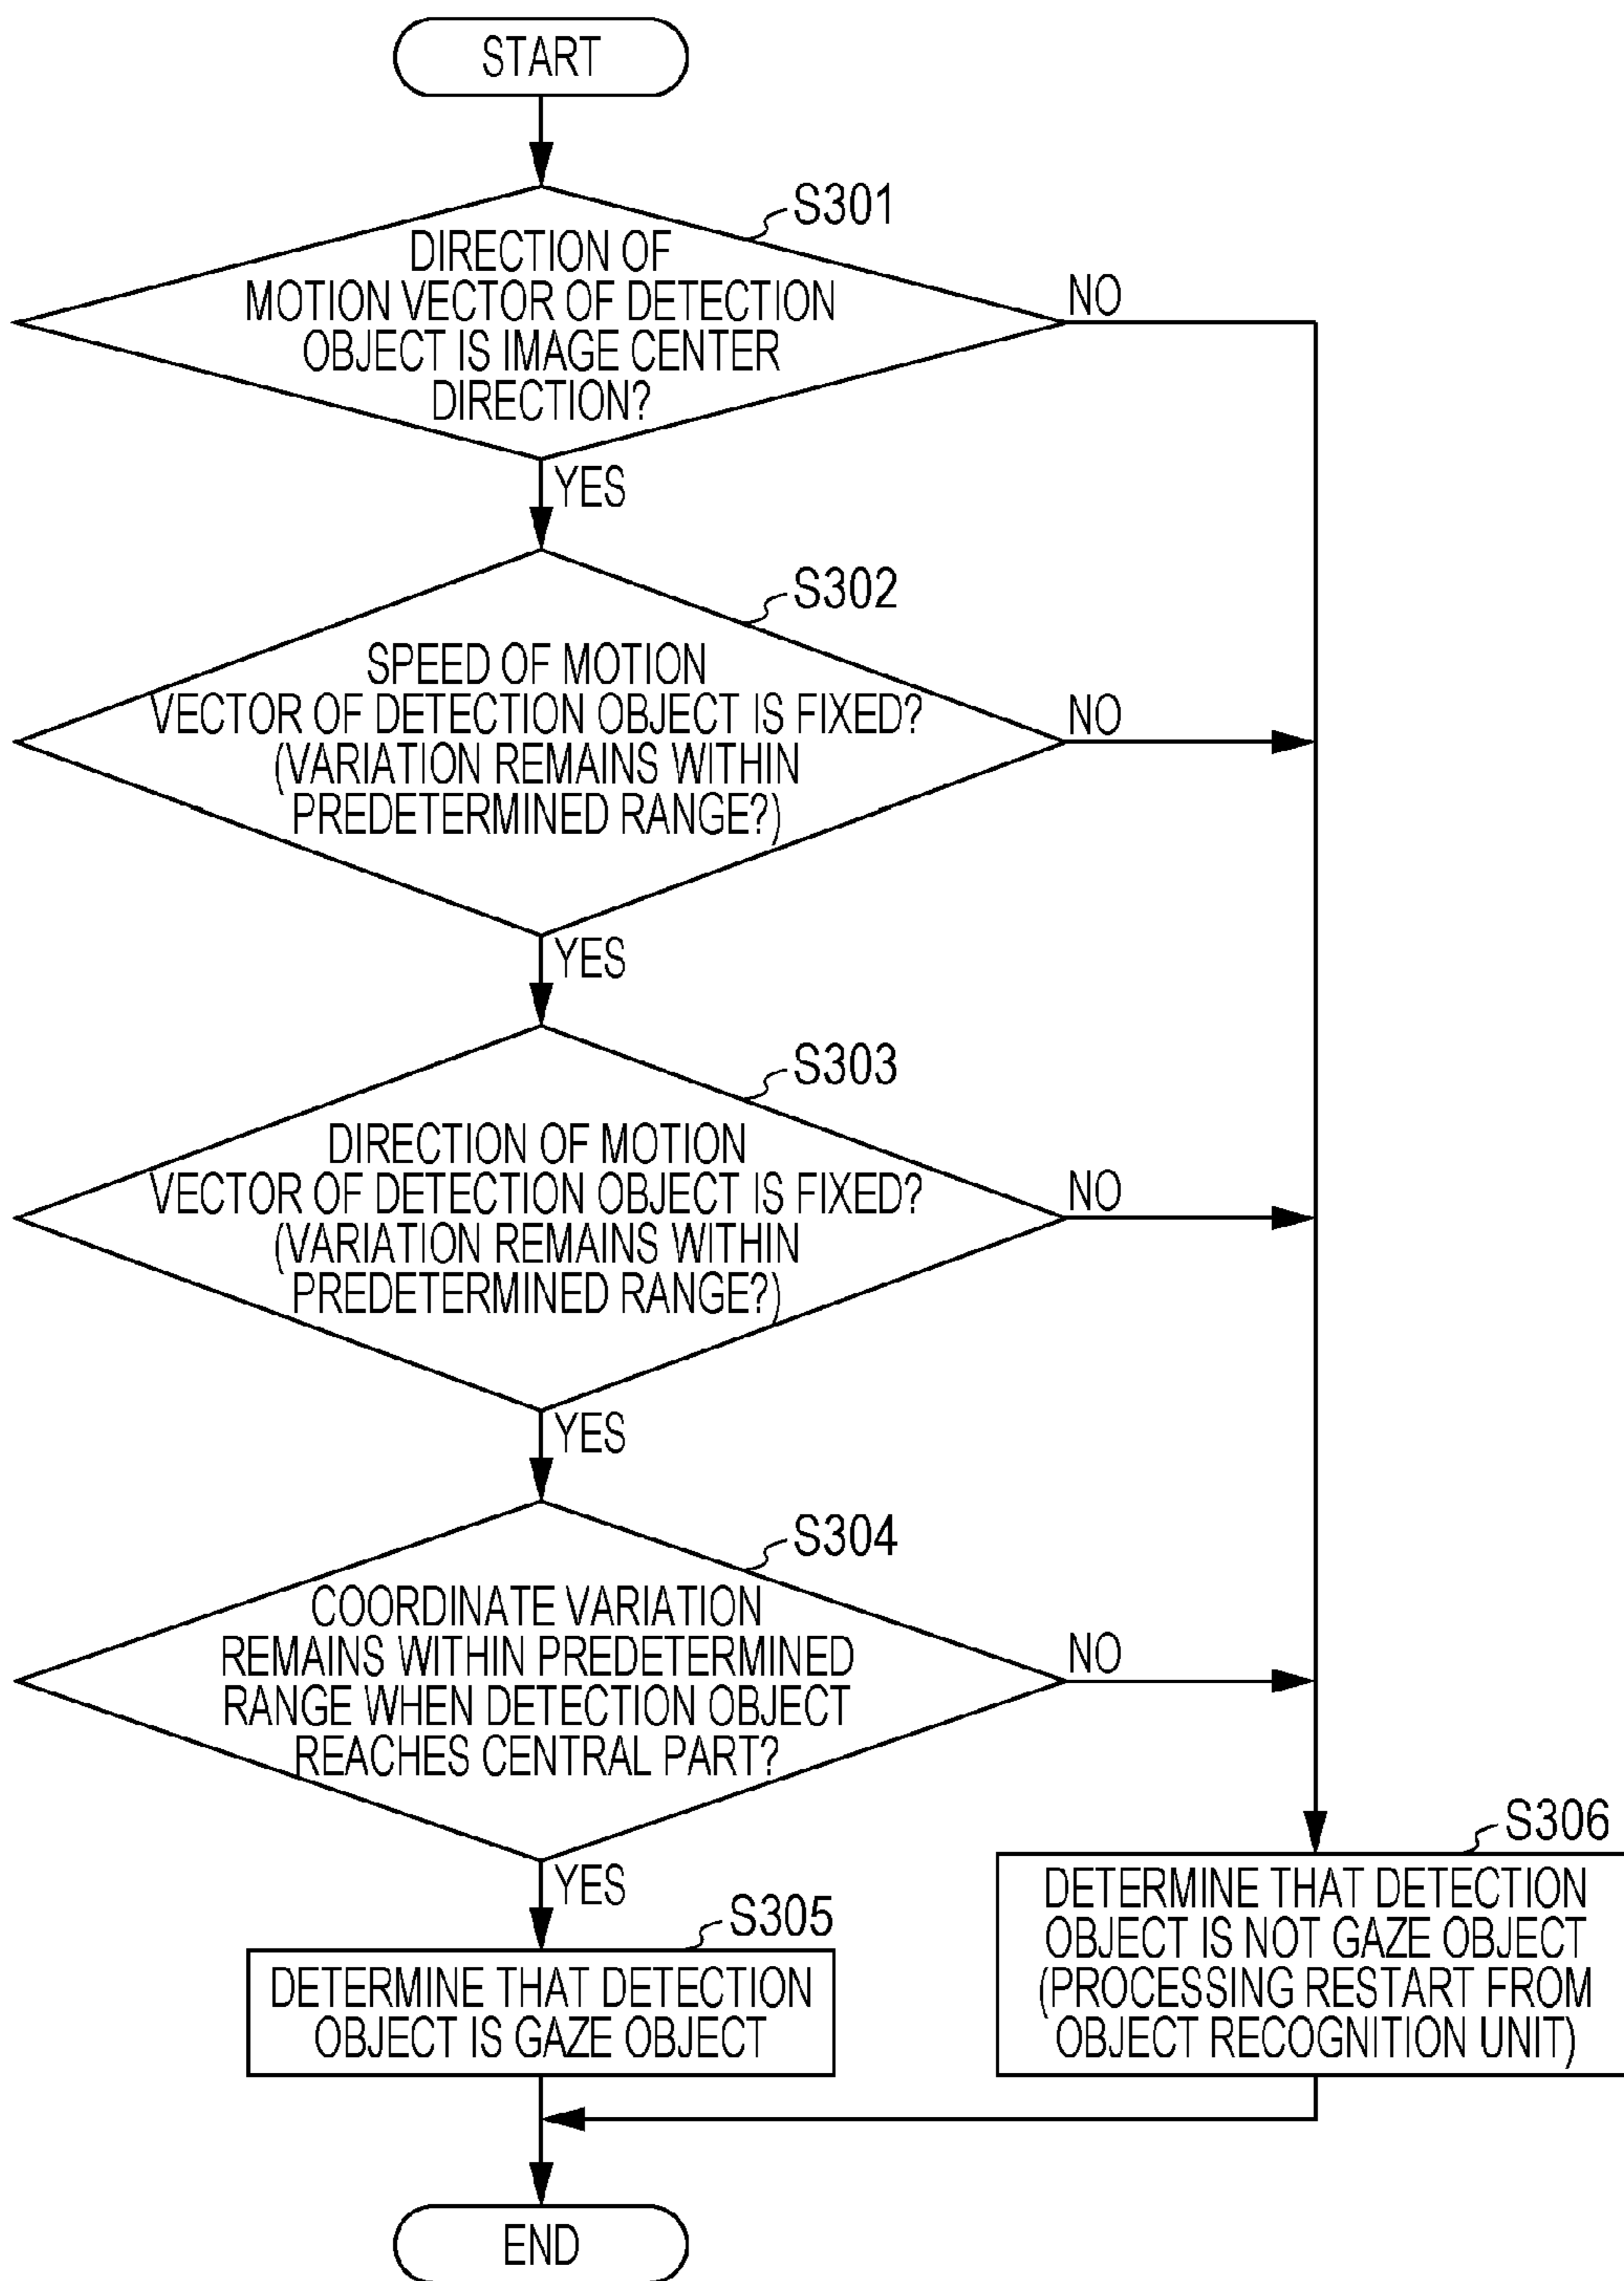 START
S301
DIRECTION OF
MOTION VECTOR OF DETECTION
OBJECT IS IMAGE CENTER
DIRECTION?
NO
YES
S302
SPEED OF MOTION
VECTOR OF DETECTION OBJECT IS FIXED?
(VARIATION REMAINS WITHIN
PREDETERMINED RANGE?)
NO
YES
S303
DIRECTION OF MOTION
VECTOR OF DETECTION OBJECT IS FIXED?
(VARIATION REMAINS WITHIN
PREDETERMINED RANGE?)
NO
YES
S304
COORDINATE VARIATION
REMAINS WITHIN PREDETERMINED
RANGE WHEN DETECTION OBJECT
REACHES CENTRAL PART?
NO
YES
S305
DETERMINE THAT DETECTION
OBJECT IS GAZE OBJECT
S306
DETERMINE THAT DETECTION
OBJECT IS NOT GAZE OBJECT
(PROCESSING RESTART FROM
OBJECT RECOGNITION UNIT)
END